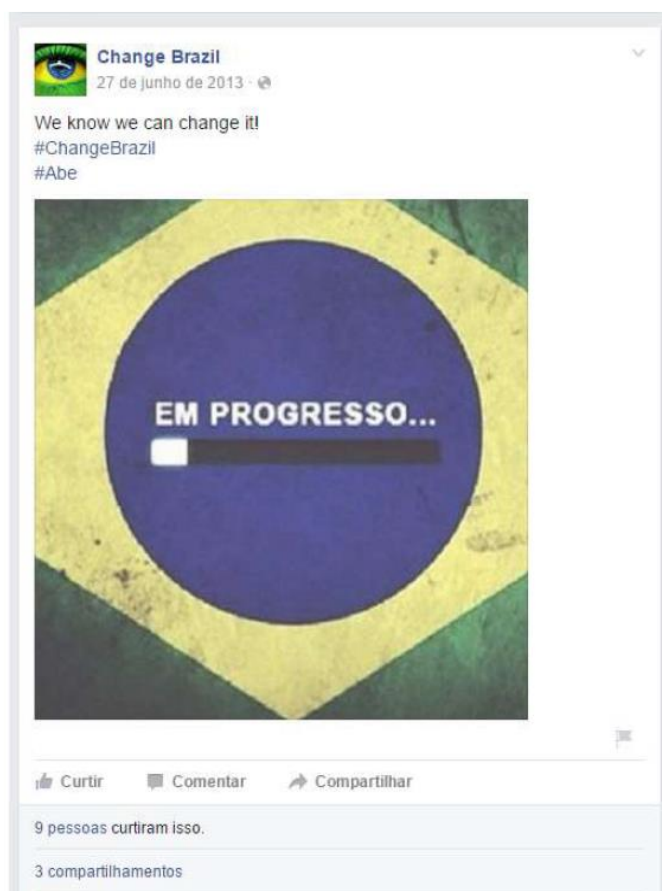 Change Brazil
27 de junho de 2013 ·
We know we can change it!
#ChangeBrazil
#Abe
EM PROGRESSO...
Curtir Comentar Compartilhar
9 pessoas curtiram isso.
3 compartilhamentos